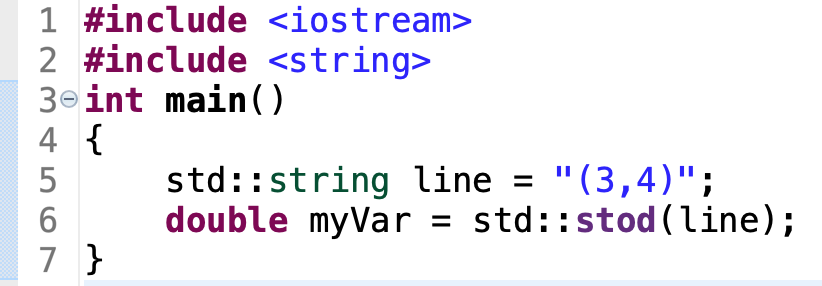 1 #include <iostream>
2 #include <string>
3 int main()
4 {
5     std::string line = "(3,4)";
6     double myVar = std::stod(line);
7 }